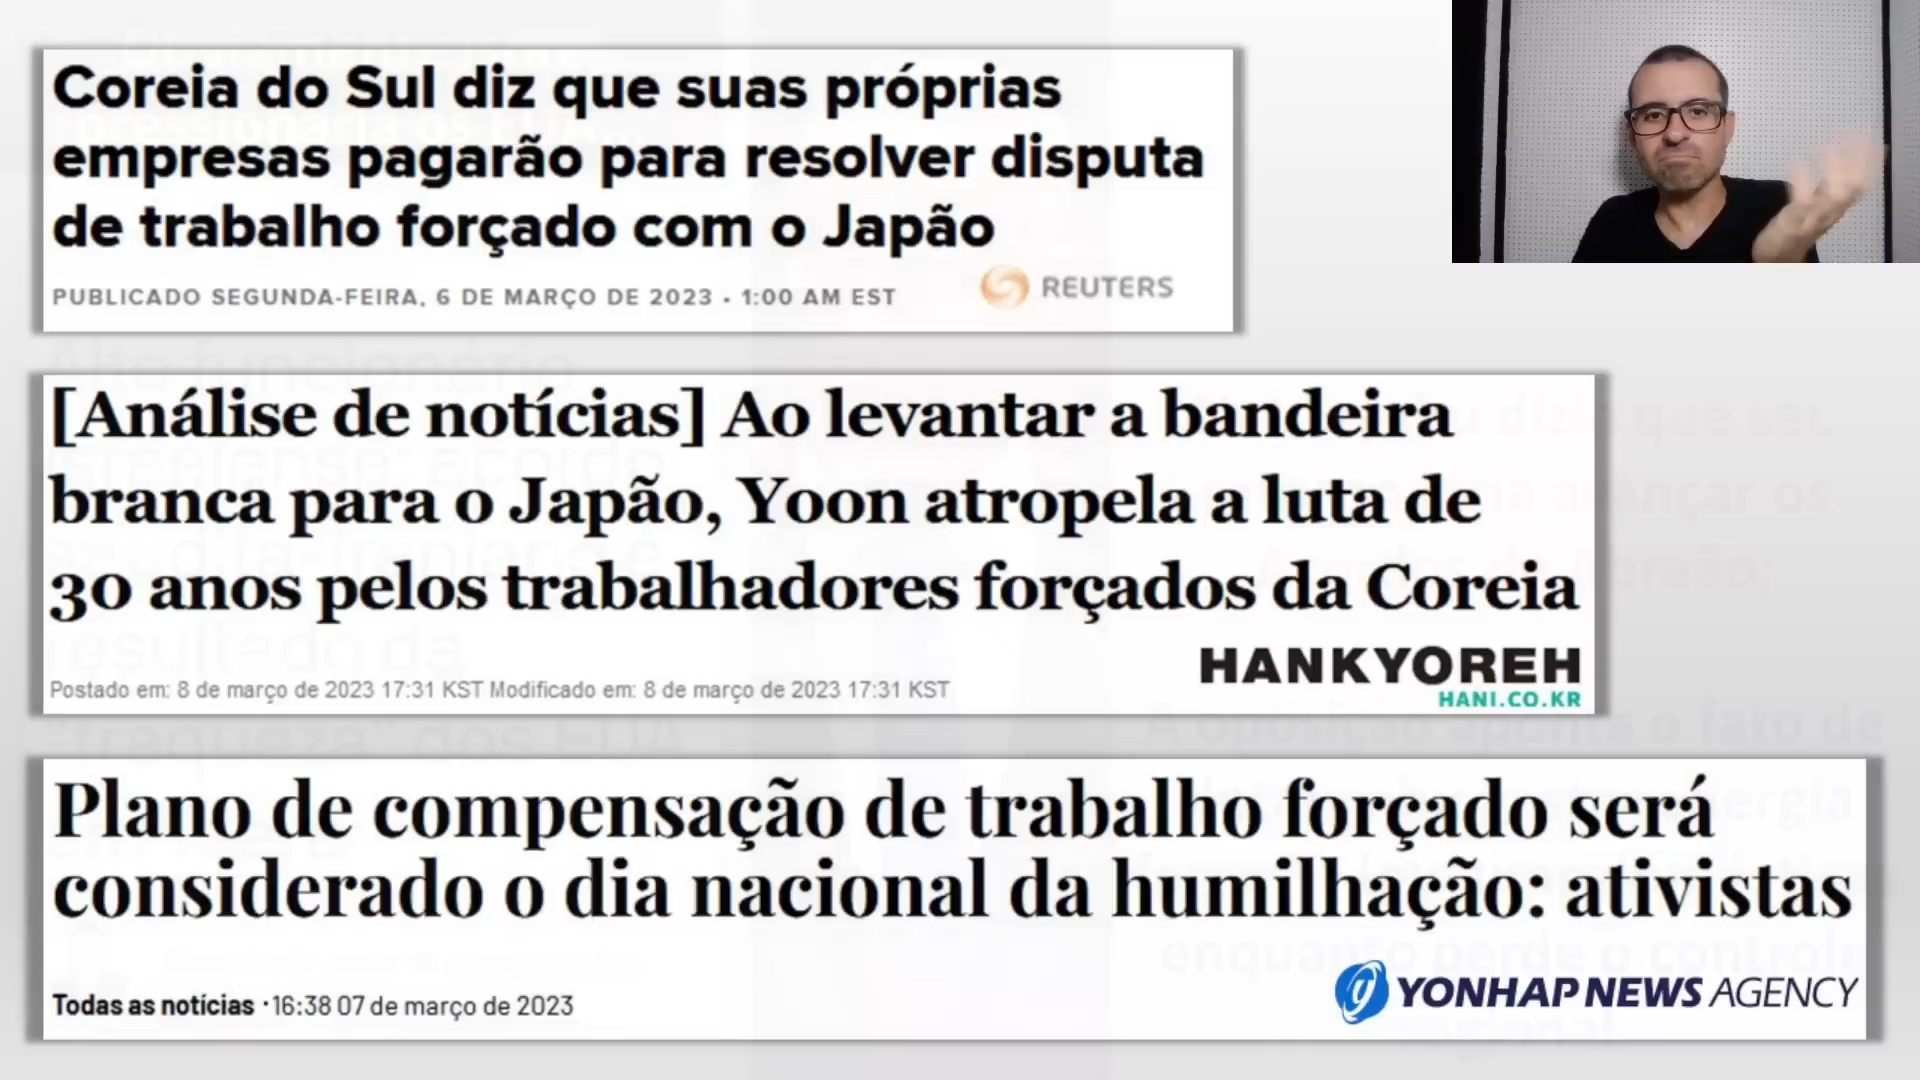 Coreia do Sul diz que suas próprias
empresas pagarão para resolver disputa
de trabalho forçado com o Japão
PUBLICADO SEGUNDA-FEIRA, 6 DE MARÇO DE 2023 • 1:00 AM EST
REUTERS
[Análise de notícias] Ao levantar a bandeira
branca para o Japão, Yoon atropela a luta de
30 anos pelos trabalhadores forçados da Coreia
HANKYOREH
HANI.CO.KR
Postado em: 8 de março de 2023 17:31 KST Modificado em: 8 de março de 2023 17:31 KST
Plano de compensação de trabalho forçado será
considerado o dia nacional da humilhação: ativistas
Todas as notícias · 16:38 07 de março de 2023
YONHAP NEWS AGENCY